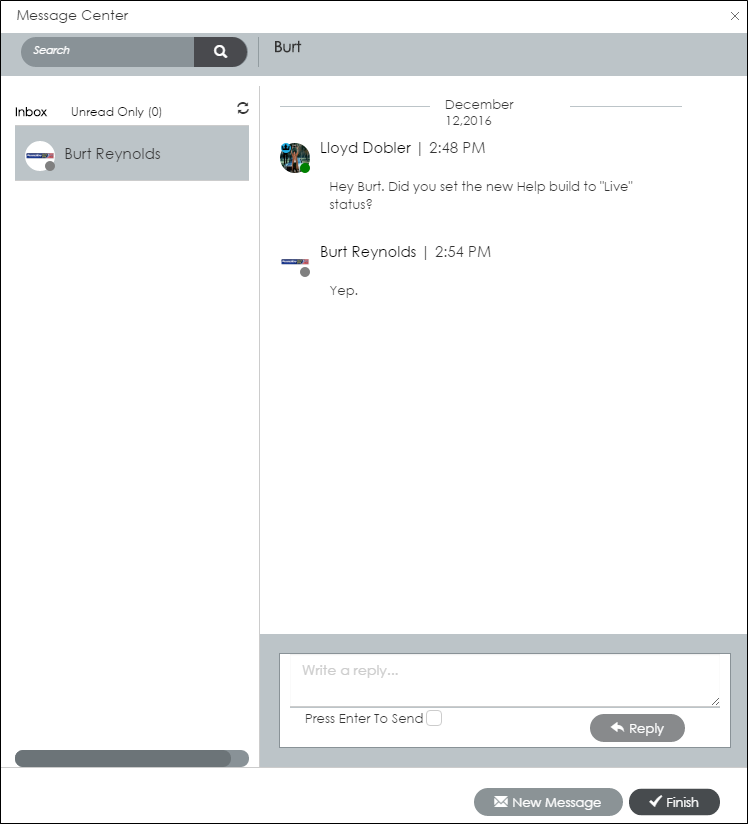 Message Center
Search
Burt
Inbox
Unread Only (0)
Burt Reynolds
December
12,2016
Lloyd Dobler | 2:48 PM
Hey Burt. Did you set the new Help build to "Live"
status?
Burt Reynolds | 2:54 PM
Yep.
Write a reply...
Press Enter To Send
Reply
New Message
Finish